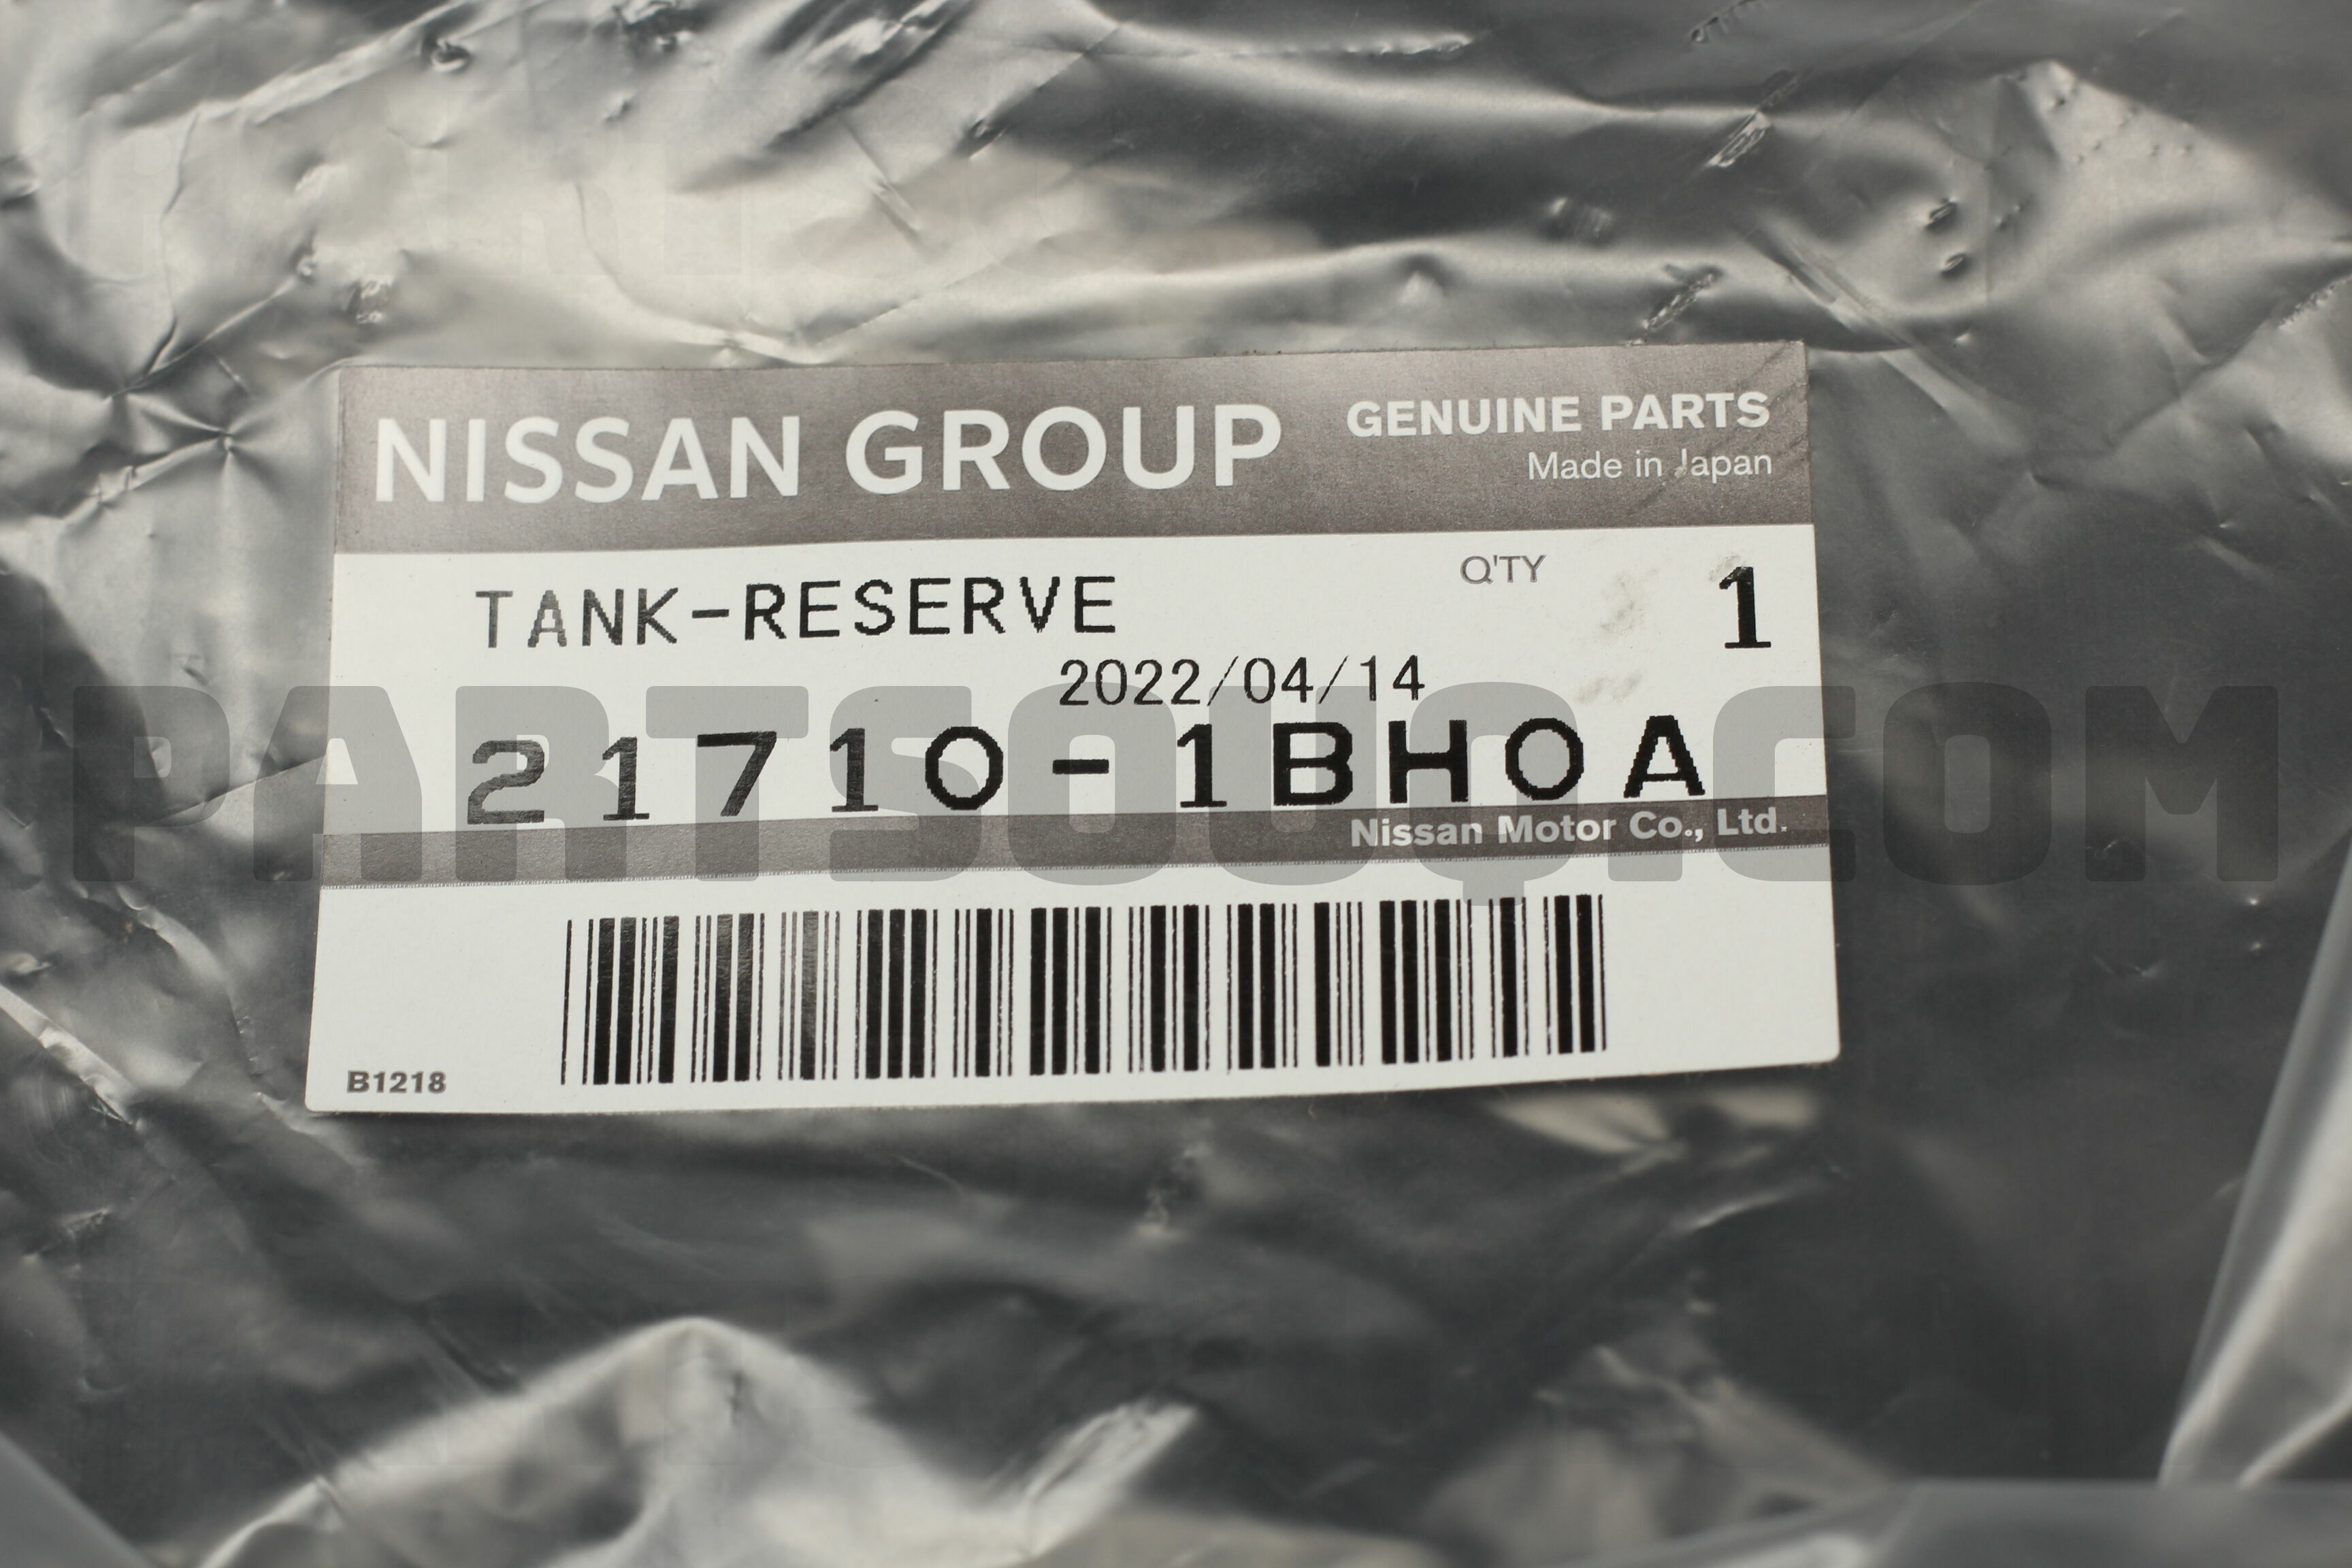 NISSAN GROUP
GENUINE PARTS
Made in Japan
TANK-RESERVE
Q'TY 1
2022/04/14
21710-1BH0A
Nissan Motor Co., Ltd.
B1218
PARTSOUQ.COM